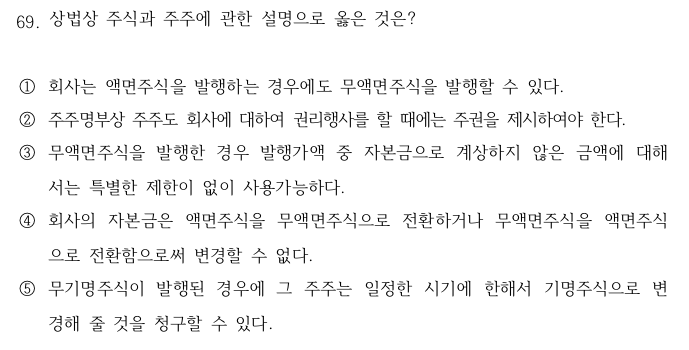 69. 상법상 주식과 주주에 관한 설명으로 옳은 것은?
① 회사는 액면주식을 발행하는 경우에도 무액면주식을 발행할 수 있다.
② 주주명부상 주주도 회사에 대하여 권리행사를 할 때에는 주권을 제시하여야 한다.
③ 무액면주식을 발행한 경우 발행가액 중 자본금으로 계상하지 않은 금액에 대해
서는 특별한 제한이 없이 사용가능하다.
④ 회사의 자본금은 액면주식을 무액면주식으로 전환하거나 무액면주식을 액면주식
으로 전환함으로써 변경할 수 없다.
⑤ 무기명주식이 발행된 경우에 그 주주는 일정한 시기에 한해서 기명주식으로 변
경해 줄 것을 청구할 수 있다.